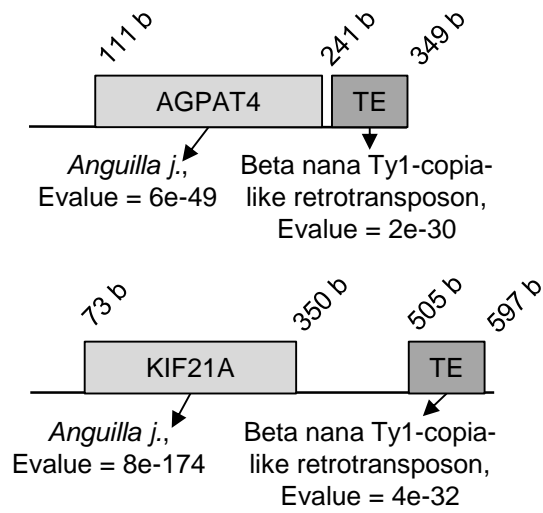 111 b 241 b 349 b
AGPAT4 TE
Anguilla j.,
Evalue = 6e-49
Beta nana Ty1-copia-
like retrotransposon,
Evalue = 2e-30
73 b 350 b 505 b 597 b
KIF21A TE
Anguilla j.,
Evalue = 8e-174
Beta nana Ty1-copia-
like retrotransposon,
Evalue = 4e-32